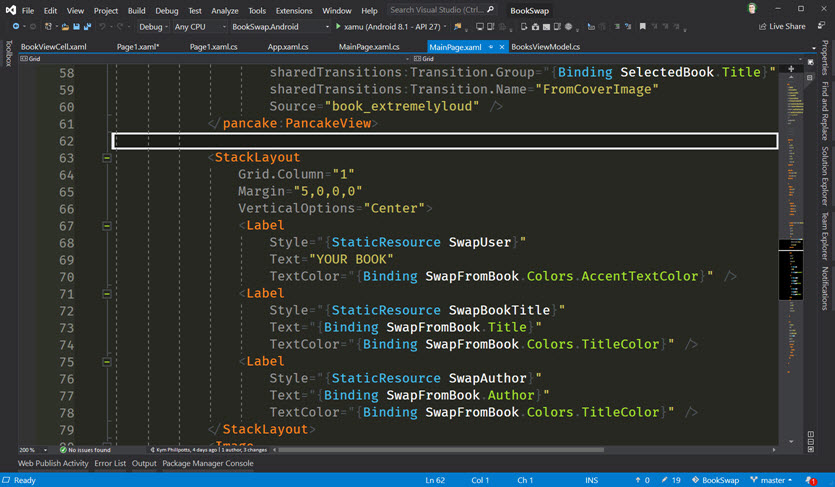 File Edit View Project Build Debug Test Analyze Tools Extensions Window Help Search Visual Studio (Ctrl... BookSwap
Debug Any CPU BookSwap.Android xamu (Android 8.1 - API 27) Live Share
BookViewCell.xaml Page1.xaml* Page1.xaml.cs App.xaml.cs MainPage.xaml.cs MainPage.xaml BooksViewModel.cs
Toolbox
Grid Grid
58 sharedTransitions:Transition.Group="{Binding SelectedBook.Title}"
59 sharedTransitions:Transition.Name="FromCoverImage"
60 Source="book_extremelyloud" />
61 </pancake:PancakeView>
62
63 <StackLayout
64 Grid.Column="1"
65 Margin="5,0,0,0"
66 VerticalOptions="Center">
67 <Label
68 Style="{StaticResource SwapUser}"
69 Text="YOUR BOOK"
70 TextColor="{Binding SwapFromBook.Colors.AccentTextColor}" />
71 <Label
72 Style="{StaticResource SwapBookTitle}"
73 Text="{Binding SwapFromBook.Title}"
74 TextColor="{Binding SwapFromBook.Colors.TitleColor}" />
75 <Label
76 Style="{StaticResource SwapAuthor}"
77 Text="{Binding SwapFromBook.Author}"
78 TextColor="{Binding SwapFromBook.Colors.TitleColor}" />
79 </StackLayout>
80 <Image
Properties
Find and Replace
Solution Explorer
Team Explorer
Notifications
200 % No issues found Kym Phillpotts, 4 days ago | 1 author, 3 changes
Web Publish Activity Error List Output Package Manager Console
Ready Ln 62 Col 1 Ch 1 INS 0 19 BookSwap master 1